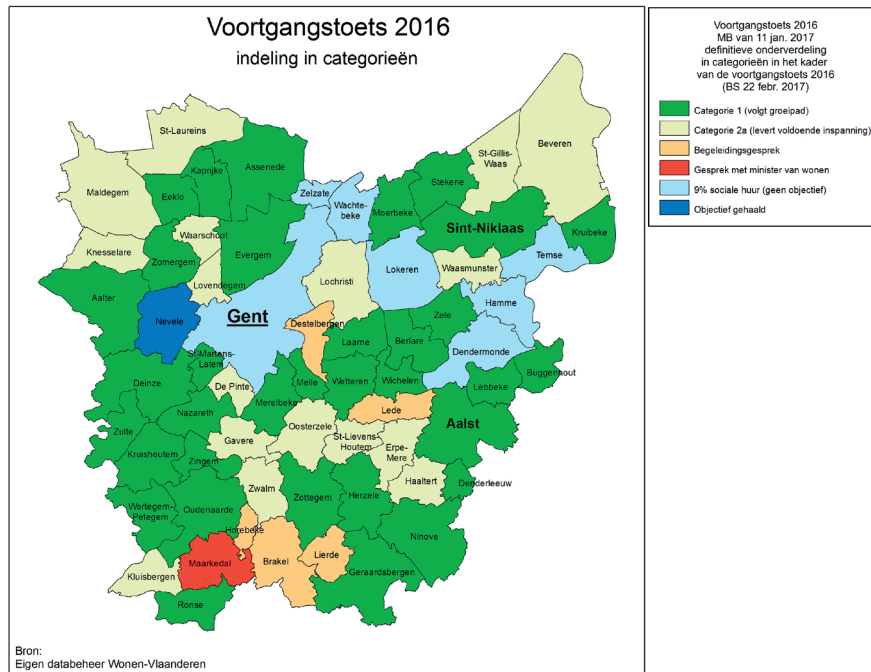 Voortgangstoets 2016
indeling in categorieën
Voortgangstoets 2016
MB van 11 jan. 2017
definitieve onderverdeling
in categorieën in het kader
van de voortgangstoets 2016
(BS 22 febr. 2017)
Categorie 1 (volgt groeipad)
Categorie 2a (levert voldoende inspanning)
Begeleidingsgesprek
Gesprek met minister van wonen
9% sociale huur (geen objectief)
Objectief gehaald
St-Laureins
Beveren
Assenede
St-Gillis-
Waas
Kaprijke
Stekene
Maldegem
Eeklo
Zelzate
Wachte-
beke
Moerbeke
Sint-Niklaas
Kruibeke
Waarschoot
Knesselare
Zomergem
Evergem
Lokeren
Temse
Waasmunster
Lochristi
Lovendegem
Aalter
Hamme
Zele
Nevele
Gent
Destelbergen
Laarne
Berlare
Dendermonde
St-Martens-
Latem
Buggenhout
Deinze
De Pinte
Melle
Wetteren
Wichelen
Lebbeke
Merelbeke
Nazareth
Lede
Aalst
Zulte
Oosterzele
Gavere
St-Lievens-
Houtem
Erpe-
Mere
Kruishoutem
Zingem
Haaltert
Denderleeuw
Zwalm
Zottegem
Herzele
Wortegem-
Petegem
Oudenaarde
Horebeke
Ninove
Maarkedal
Brakel
Lierde
Kluisbergen
Geraardsbergen
Ronse
Bron:
Eigen databeheer Wonen-Vlaanderen